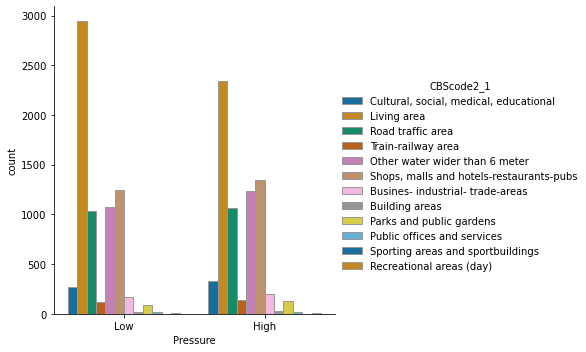 3000
2500
2000
1500
1000
500
0
count
Low
High
Pressure
CBScode2_1
Cultural, social, medical, educational
Living area
Road traffic area
Train-railway area
Other water wider than 6 meter
Shops, malls and hotels-restaurants-pubs
Busines- industrial- trade-areas
Building areas
Parks and public gardens
Public offices and services
Sporting areas and sportbuildings
Recreational areas (day)